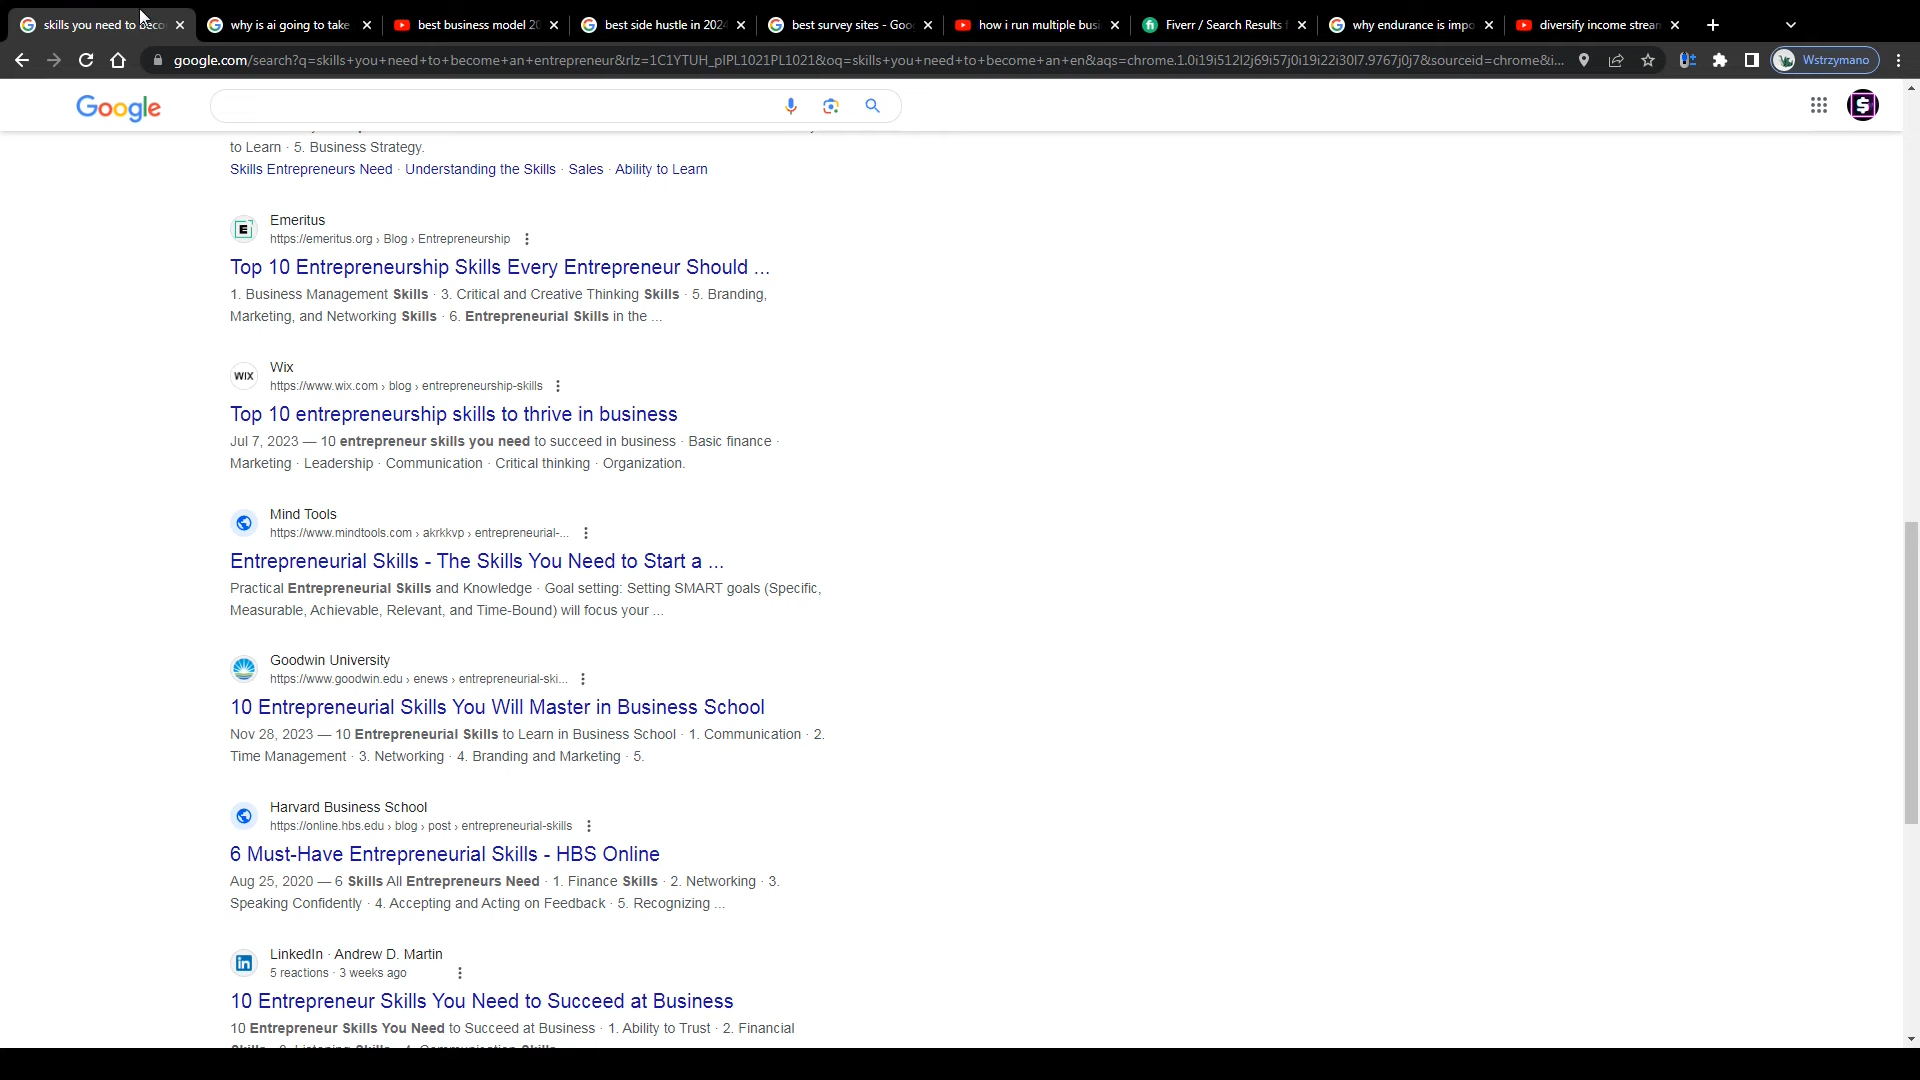 skills you need to beco
why is ai going to take
best business model 20
best side hustle in 2024
best survey sites - Goo
how i run multiple busi
Fiverr / Search Results f
why endurance is impo
diversify income stream
google.com/search?q=skills+you+need+to+become+an+entrepreneur&rlz=1C1YTUH_plPL1021PL1021&oq=skills+you+need+to+become+an+en&aqs=chrome.1.0i19i512l2j69i57j0i19i22i30l7.9767j0j7&sourceid=chrome&i...
Wstrzymano
Google
to Learn · 5. Business Strategy.
Skills Entrepreneurs Need · Understanding the Skills · Sales · Ability to Learn
Emeritus
https://emeritus.org › Blog › Entrepreneurship
Top 10 Entrepreneurship Skills Every Entrepreneur Should ...
1. Business Management Skills · 3. Critical and Creative Thinking Skills · 5. Branding,
Marketing, and Networking Skills · 6. Entrepreneurial Skills in the ...
WIX
Wix
https://www.wix.com › blog › entrepreneurship-skills
Top 10 entrepreneurship skills to thrive in business
Jul 7, 2023 — 10 entrepreneur skills you need to succeed in business · Basic finance ·
Marketing · Leadership · Communication · Critical thinking · Organization.
Mind Tools
https://www.mindtools.com › akrkkvp › entrepreneurial-...
Entrepreneurial Skills - The Skills You Need to Start a ...
Practical Entrepreneurial Skills and Knowledge · Goal setting: Setting SMART goals (Specific,
Measurable, Achievable, Relevant, and Time-Bound) will focus your ...
Goodwin University
https://www.goodwin.edu › enews › entrepreneurial-ski...
10 Entrepreneurial Skills You Will Master in Business School
Nov 28, 2023 — 10 Entrepreneurial Skills to Learn in Business School · 1. Communication · 2.
Time Management · 3. Networking · 4. Branding and Marketing · 5.
Harvard Business School
https://online.hbs.edu › blog › post › entrepreneurial-skills
6 Must-Have Entrepreneurial Skills - HBS Online
Aug 25, 2020 — 6 Skills All Entrepreneurs Need · 1. Finance Skills · 2. Networking · 3.
Speaking Confidently · 4. Accepting and Acting on Feedback · 5. Recognizing ...
LinkedIn · Andrew D. Martin
5 reactions · 3 weeks ago
10 Entrepreneur Skills You Need to Succeed at Business
10 Entrepreneur Skills You Need to Succeed at Business · 1. Ability to Trust · 2. Financial
Skills · 3. Listening Skills · 4. Communication Skills